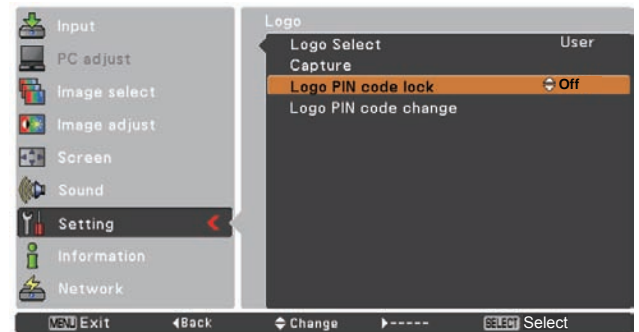 Input
PC adjust
Image select
Image adjust
Screen
Sound
Setting
Information
Network
Logo
Logo Select User
Capture
Logo PIN code lock Off
Logo PIN code change
MENU Exit Back Change ----- SELECT Select